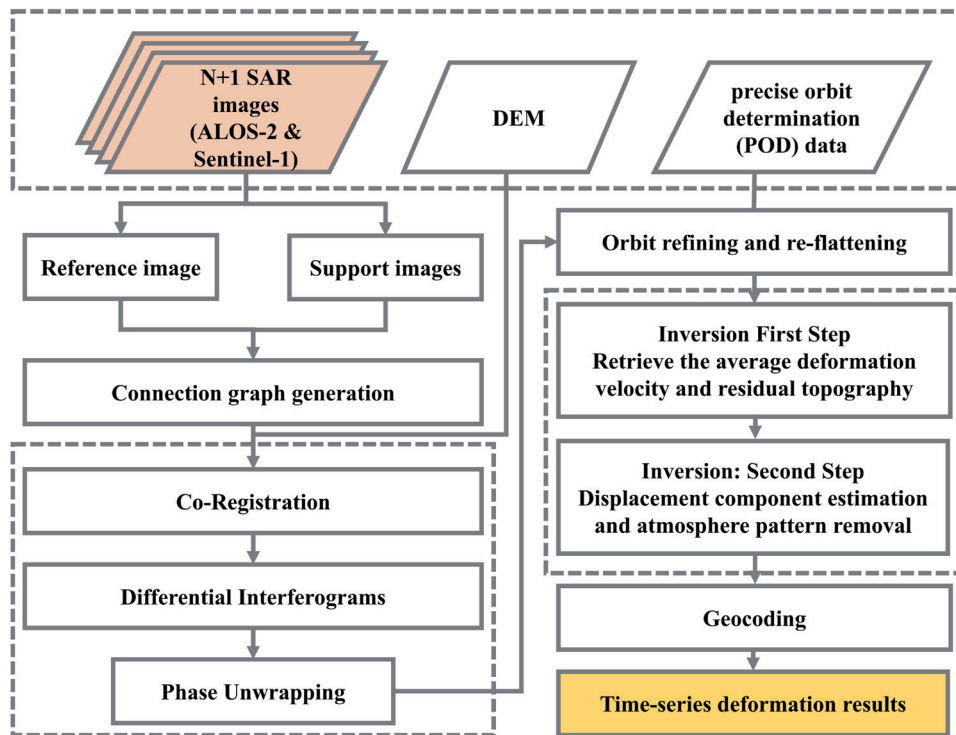 N+1 SAR
images
(ALOS-2 &
Sentinel-1)
DEM
precise orbit
determination
(POD) data
Reference image
Support images
Connection graph generation
Co-Registration
Differential Interferograms
Phase Unwrapping
Orbit refining and re-flattening
Inversion First Step
Retrieve the average deformation
velocity and residual topography
Inversion: Second Step
Displacement component estimation
and atmosphere pattern removal
Geocoding
Time-series deformation results